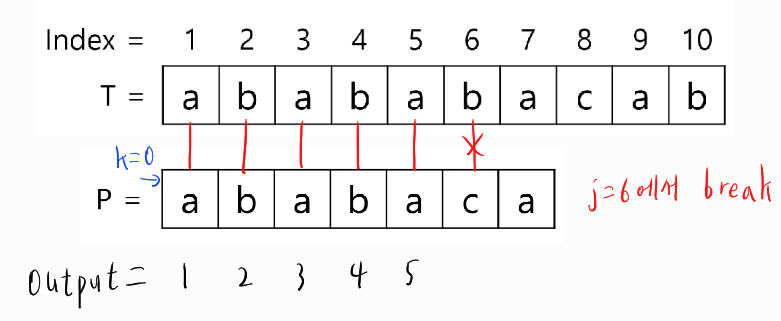 Index = 1 2 3 4 5 6 7 8 9 10
T = a b a b a b a c a b
k=0
P = a b a b a c a
j=6에서 break
output= 1 2 3 4 5